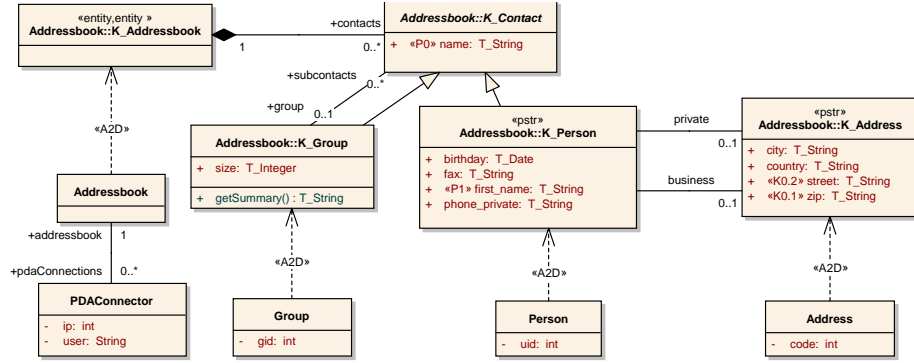 «entity,entity »
Addressbook::K_Addressbook
+contacts
1
0..*
Addressbook::K_Contact
+ «P0» name: T_String
+subcontacts
0..*
+group
0..1
«A2D»
Addressbook::K_Group
+ size: T_Integer
+ getSummary() : T_String
«pstr»
Addressbook::K_Person
+ birthday: T_Date
+ fax: T_String
+ «P1» first_name: T_String
+ phone_private: T_String
private
0..1
business
0..1
«pstr»
Addressbook::K_Address
+ city: T_String
+ country: T_String
+ «K0.2» street: T_String
+ «K0.1» zip: T_String
Addressbook
+addressbook
1
+pdaConnections
0..*
«A2D»
«A2D»
«A2D»
PDAConnector
- ip: int
- user: String
Group
- gid: int
Person
- uid: int
Address
- code: int